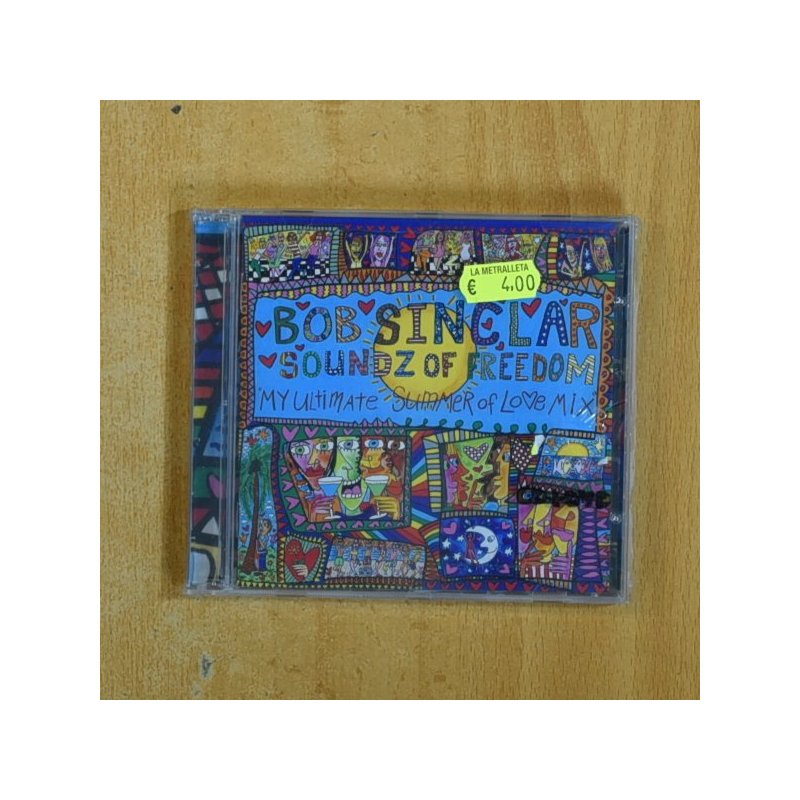 LA METRALLETA
€ 4.00
BOB SINCLAR
SOUNDZ OF FREEDOM
MY ULTIMATE SUMMER OF LOVE MIX